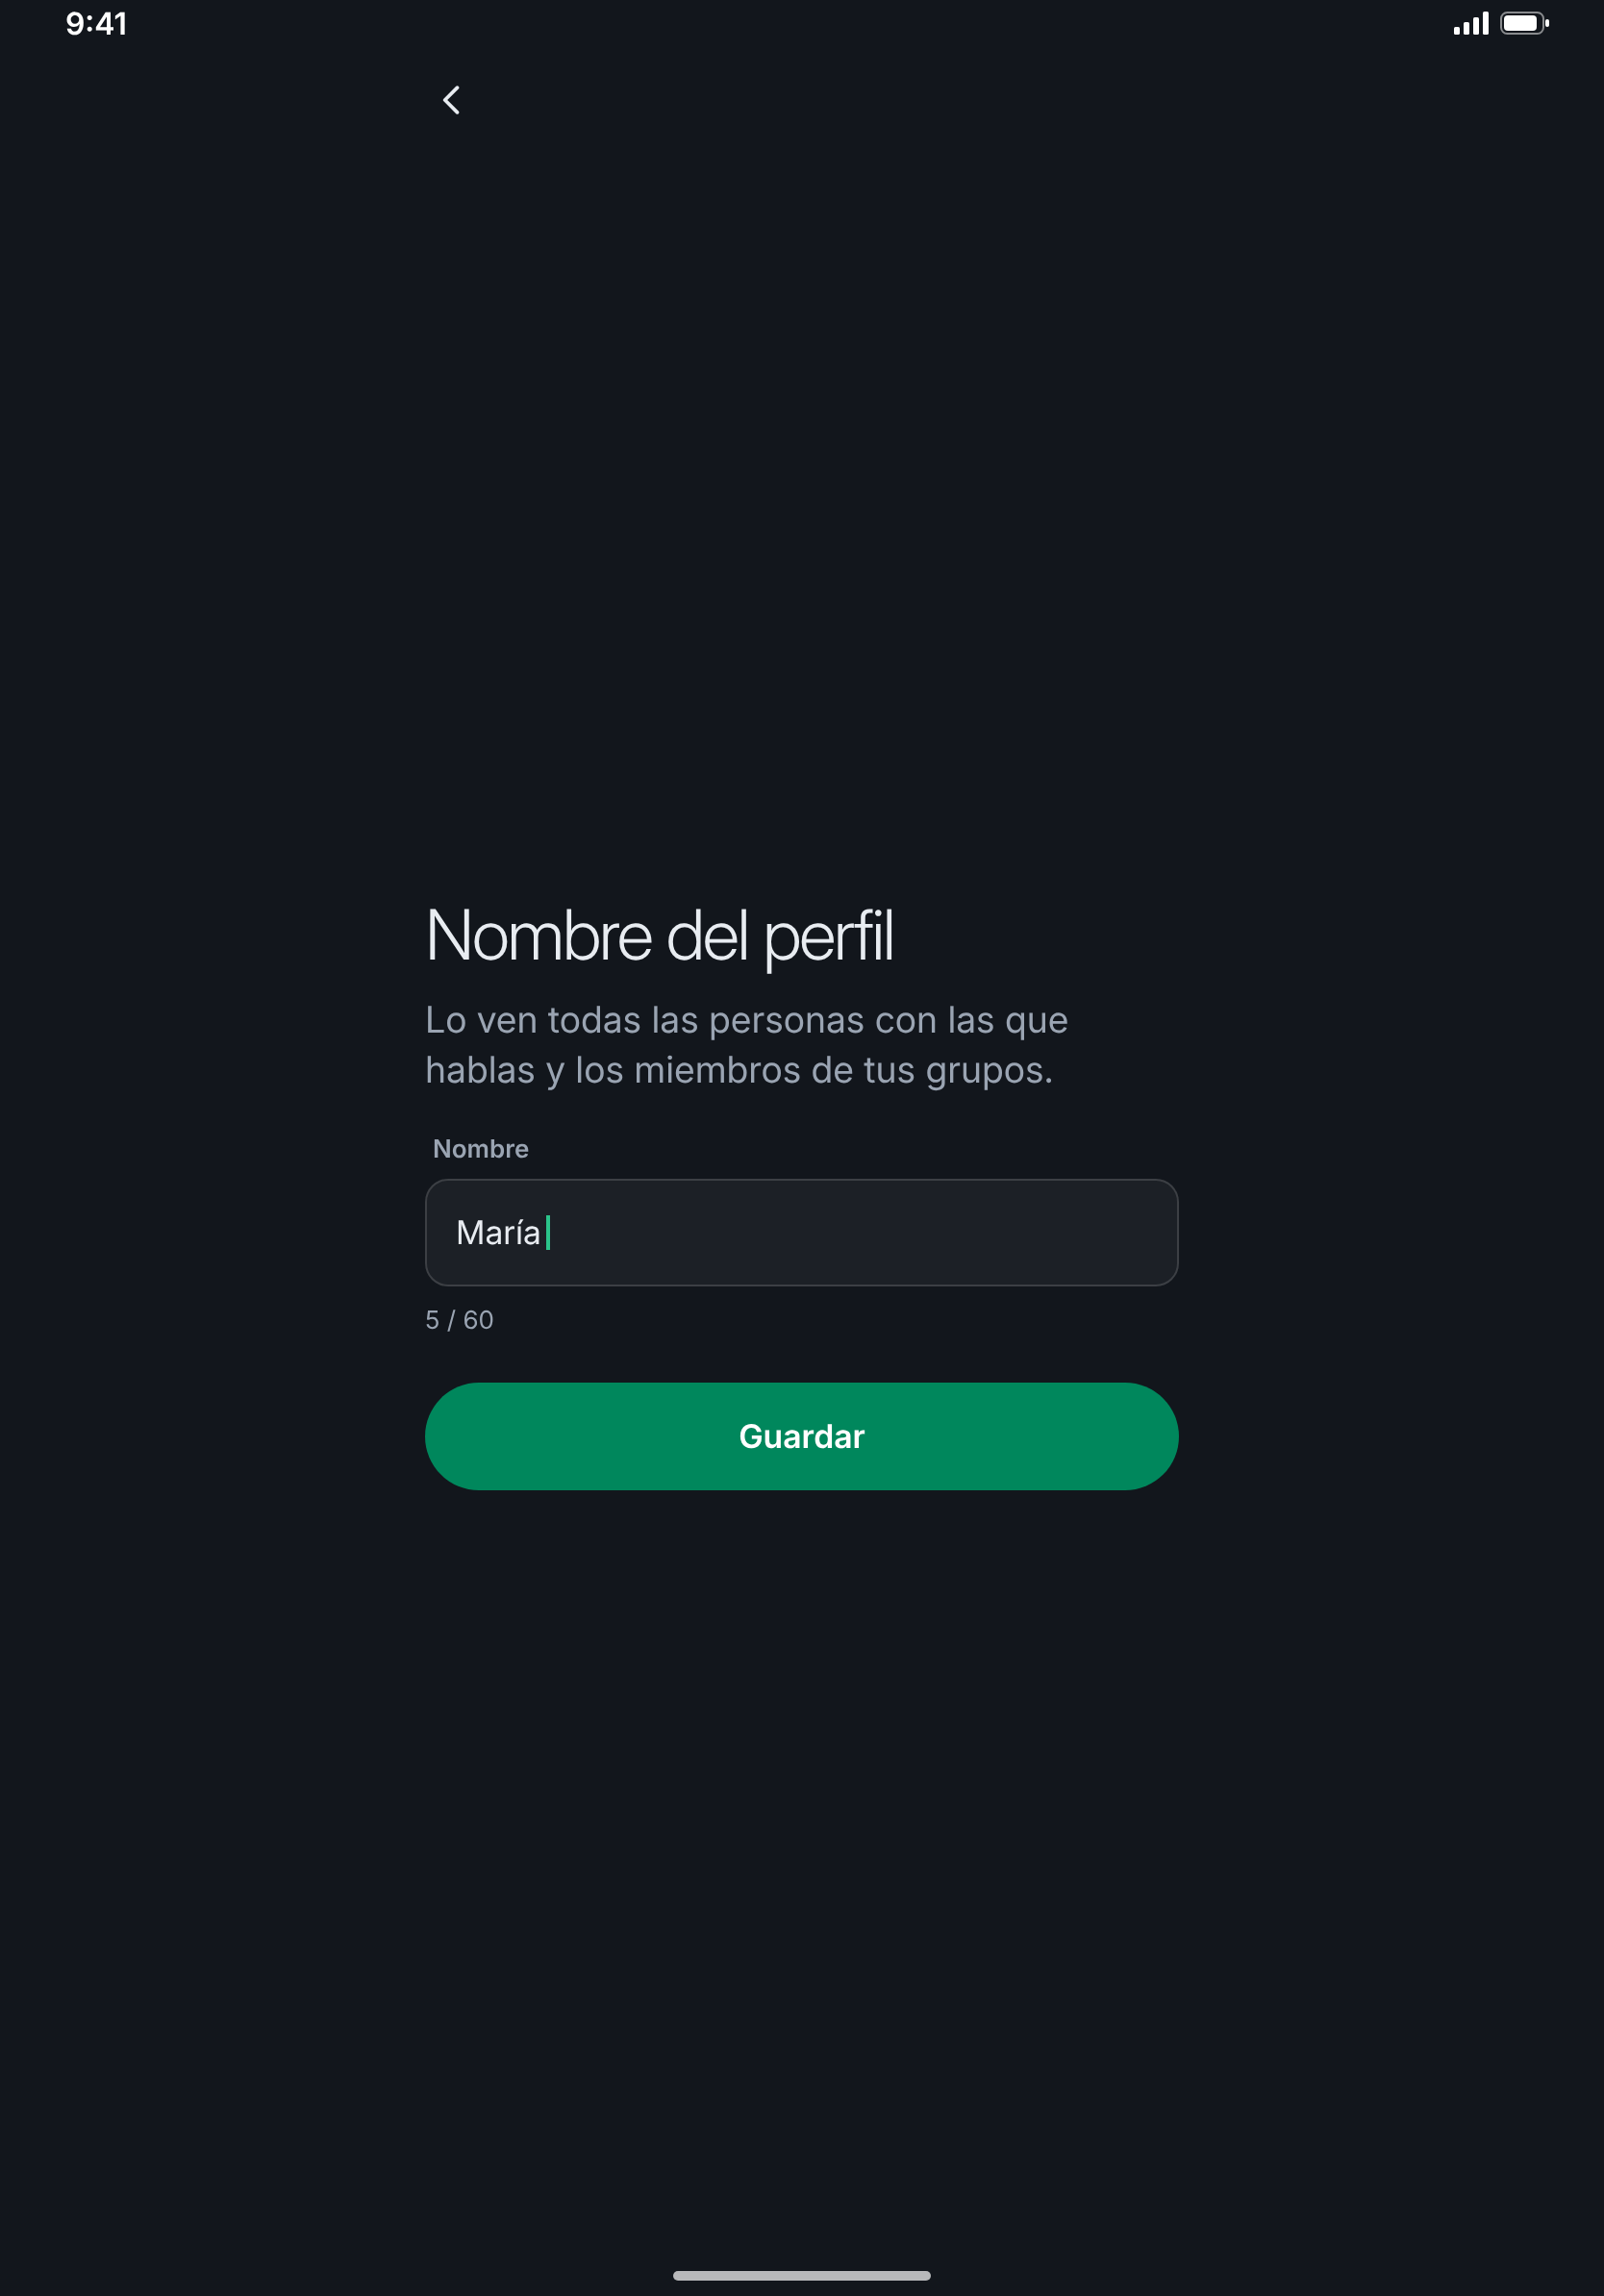 9:41
Nombre del perfil
Lo ven todas las personas con las que
hablas y los miembros de tus grupos.
Nombre
María
5 / 60
Guardar